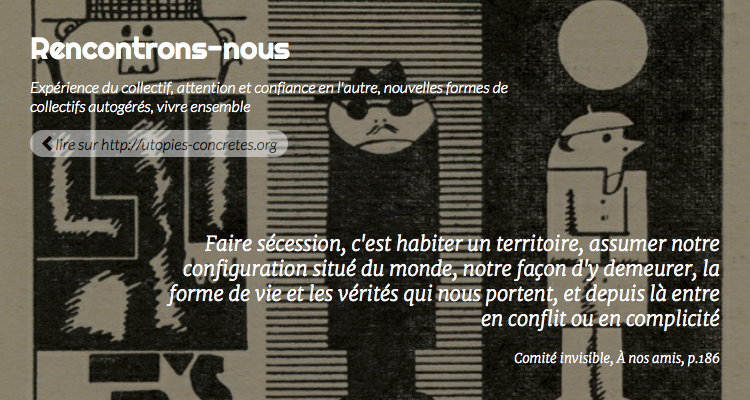 Rencontrons-nous
Expérience du collectif, attention et confiance en l'autre, nouvelles formes de
collectifs autogérés, vivre ensemble
lire sur http://utopies-concretes.org
Faire sécession, c'est habiter un territoire, assumer notre
configuration situé du monde, notre façon d'y demeurer, la
forme de vie et les vérités qui nous portent, et depuis là entre
en conflit ou en complicité
Comité invisible, À nos amis, p.186